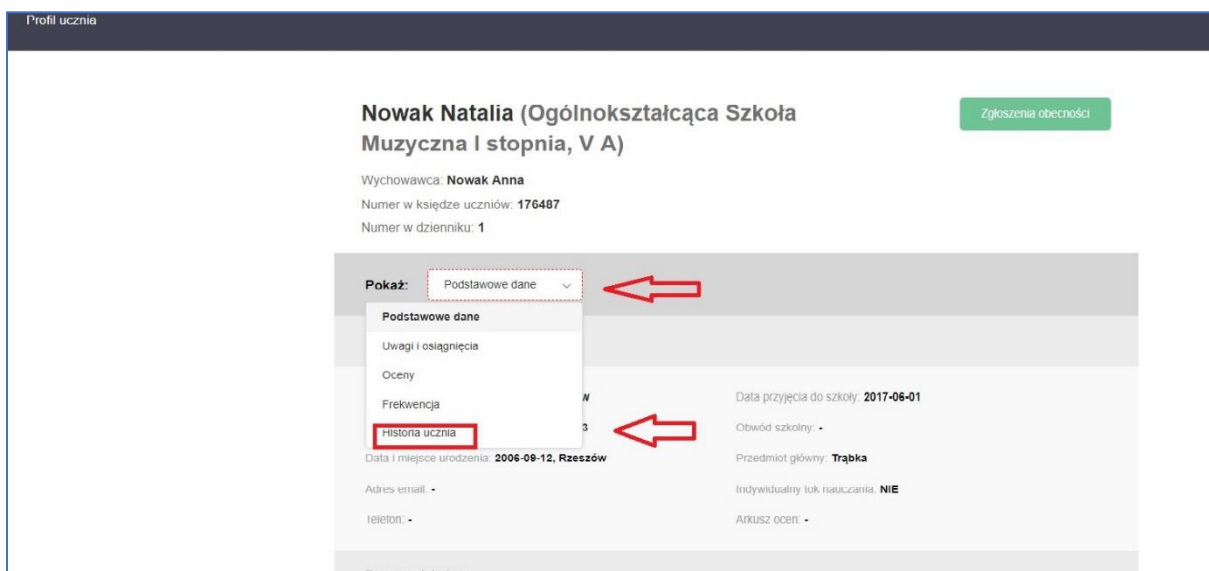 Profil ucznia
Nowak Natalia (Ogólnokształcąca Szkoła
Muzyczna I stopnia, V A)
Zgłoszenia obecności
Wychowawca: Nowak Anna
Numer w księdze uczniów: 176487
Numer w dzienniku: 1
Pokaż: Podstawowe dane
Podstawowe dane
Uwagi i osiągnięcia
Oceny
Frekwencja
Historia ucznia
Data przyjęcia do szkoły: 2017-06-01
3
Obwód szkolny: -
Data i miejsce urodzenia: 2006-09-12, Rzeszów
Przedmiot główny: Trąbka
Adres email: -
Indywidualny tok nauczania: NIE
Telefon: -
Arkusz ocen: -